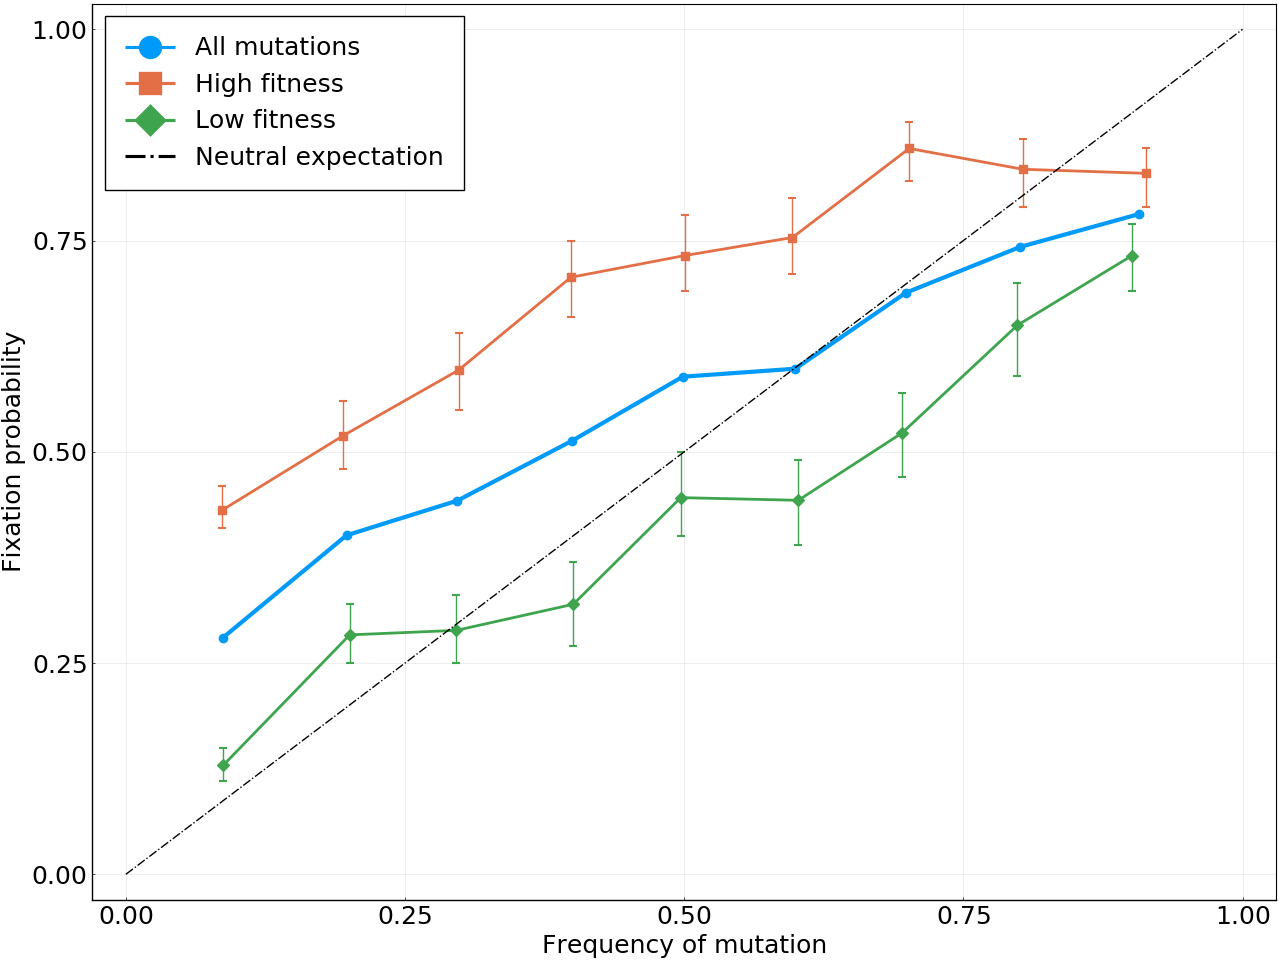 All mutations
High fitness
Low fitness
Neutral expectation
1.00
0.75
0.50
0.25
0.00
Fixation probability
0.00 0.25 0.50 0.75 1.00
Frequency of mutation